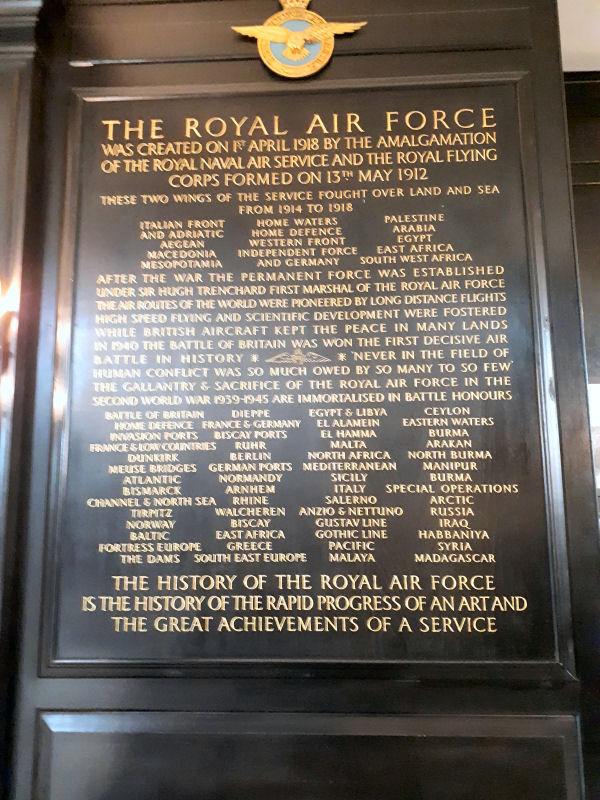 THE ROYAL AIR FORCE
WAS CREATED ON 1ST APRIL 1918 BY THE AMALGAMATION
OF THE ROYAL NAVAL AIR SERVICE AND THE ROYAL FLYING
CORPS FORMED ON 13TH MAY 1912
THESE TWO WINGS OF THE SERVICE FOUGHT OVER LAND AND SEA
FROM 1914 TO 1918
ITALIAN FRONT HOME WATERS PALESTINE
AND ADRIATIC HOME DEFENCE ARABIA
AEGEAN WESTERN FRONT EGYPT
MACEDONIA INDEPENDENT FORCE EAST AFRICA
MESOPOTAMIA AND GERMANY SOUTH WEST AFRICA
AFTER THE WAR THE PERMANENT FORCE WAS ESTABLISHED
UNDER SIR HUGH TRENCHARD FIRST MARSHAL OF THE ROYAL AIR FORCE
THE AIR ROUTES OF THE WORLD WERE PIONEERED BY LONG DISTANCE FLIGHTS
HIGH SPEED FLYING AND SCIENTIFIC DEVELOPMENT WERE FOSTERED
WHILE BRITISH AIRCRAFT KEPT THE PEACE IN MANY LANDS
IN 1940 THE BATTLE OF BRITAIN WAS WON THE FIRST DECISIVE AIR
BATTLE IN HISTORY * * 'NEVER IN THE FIELD OF
HUMAN CONFLICT WAS SO MUCH OWED BY SO MANY TO SO FEW'
THE GALLANTRY & SACRIFICE OF THE ROYAL AIR FORCE IN THE
SECOND WORLD WAR 1939-1945 ARE IMMORTALISED IN BATTLE HONOURS
BATTLE OF BRITAIN DIEPPE EGYPT & LIBYA CEYLON
HOME DEFENCE FRANCE & GERMANY EL ALAMEIN EASTERN WATERS
INVASION PORTS BISCAY PORTS EL HAMMA BURMA
FRANCE & LOW COUNTRIES RUHR MALTA ARAKAN
DUNKIRK BERLIN NORTH AFRICA NORTH BURMA
MEUSE BRIDGES GERMAN PORTS MEDITERRANEAN MANIPUR
ATLANTIC NORMANDY SICILY BURMA
BISMARCK ARNHEM ITALY SPECIAL OPERATIONS
CHANNEL & NORTH SEA RHINE SALERNO ARCTIC
TIRPITZ WALCHEREN ANZIO & NETTUNO RUSSIA
NORWAY BISCAY GUSTAV LINE IRAQ
BALTIC EAST AFRICA GOTHIC LINE HABBANIYA
FORTRESS EUROPE GREECE PACIFIC SYRIA
THE DAMS SOUTH EAST EUROPE MALAYA MADAGASCAR
THE HISTORY OF THE ROYAL AIR FORCE
IS THE HISTORY OF THE RAPID PROGRESS OF AN ART AND
THE GREAT ACHIEVEMENTS OF A SERVICE